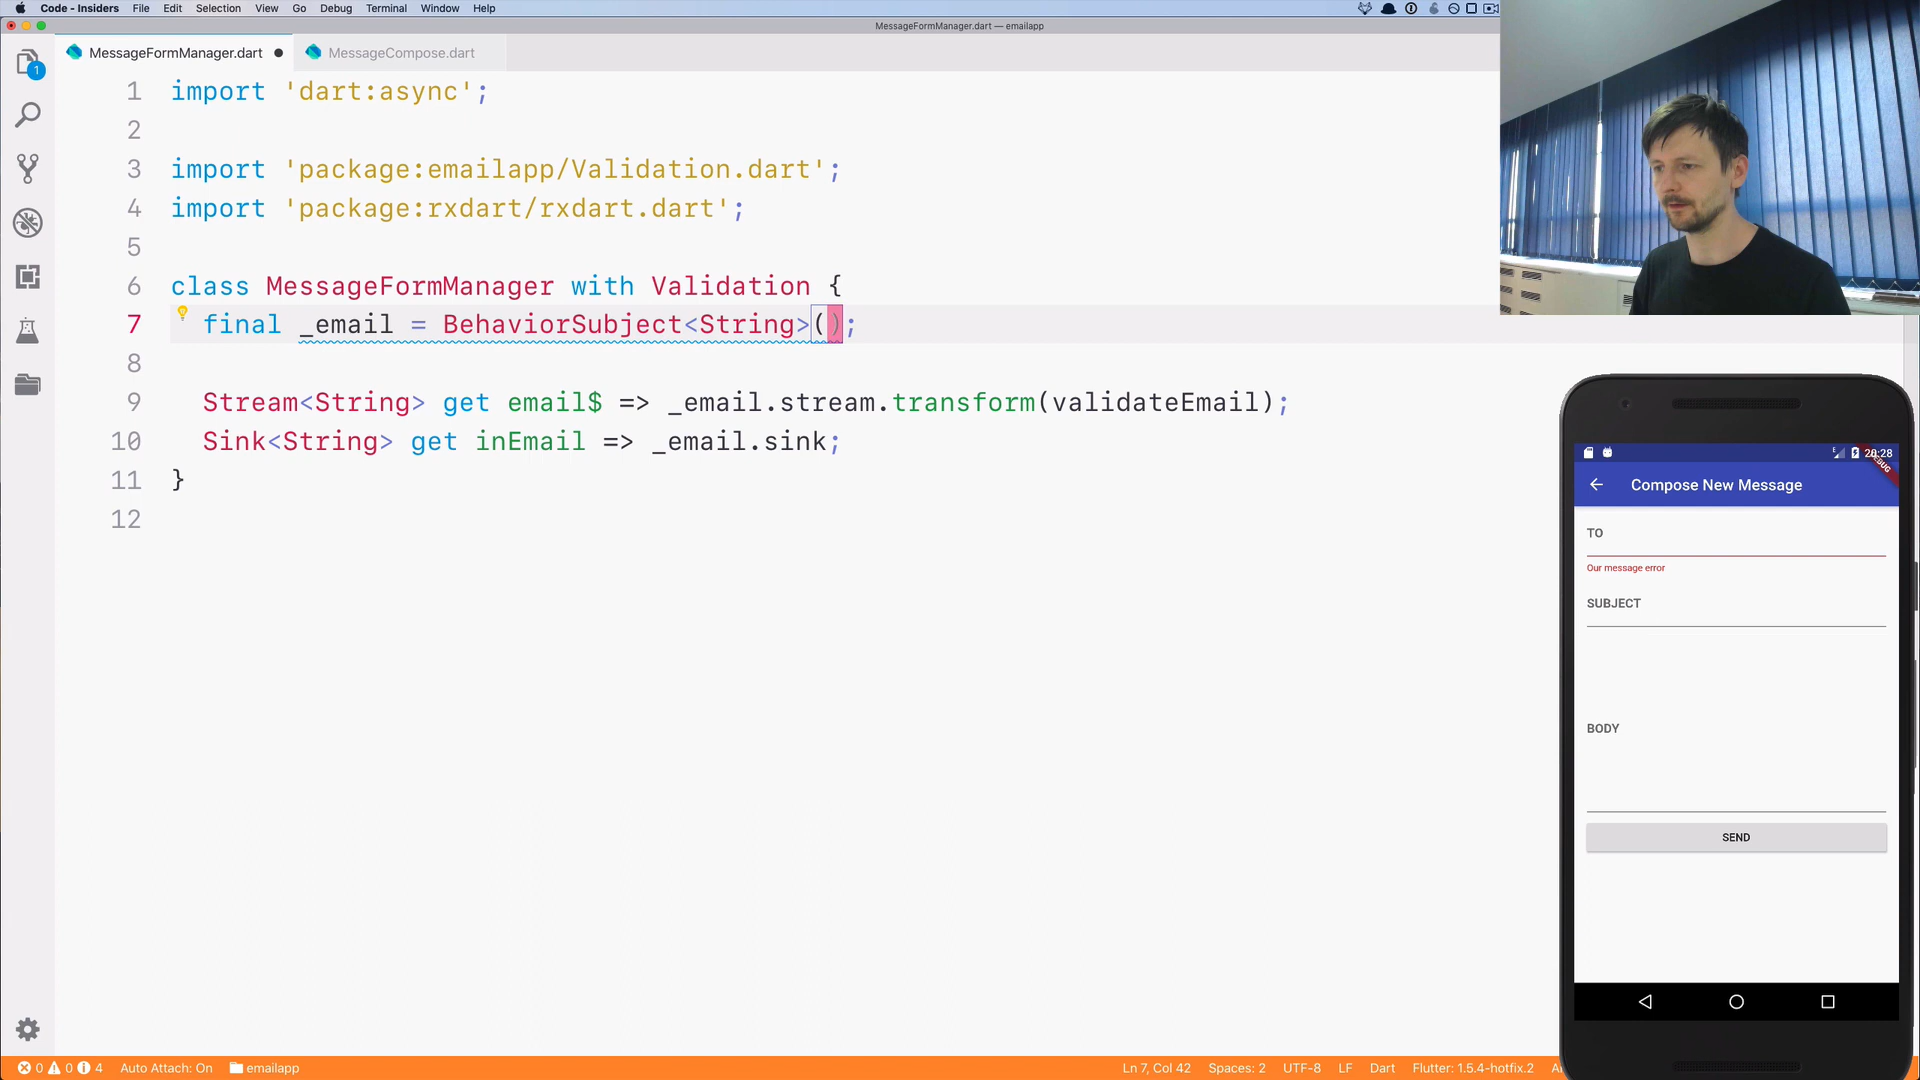 Code - Insiders File Edit Selection View Go Debug Terminal Window Help
MessageFormManager.dart — emailapp
MessageFormManager.dart
MessageCompose.dart
1
1 import 'dart:async';
2
3 import 'package:emailapp/Validation.dart';
4 import 'package:rxdart/rxdart.dart';
5
6 class MessageFormManager with Validation {
7 final _email = BehaviorSubject<String>();
8
9 Stream<String> get email$ => _email.stream.transform(validateEmail);
10 Sink<String> get inEmail => _email.sink;
11 }
12
20:28
DEBUG
Compose New Message
TO
Our message error
SUBJECT
BODY
SEND
0 0 4 Auto Attach: On emailapp Ln 7, Col 42 Spaces: 2 UTF-8 LF Dart Flutter: 1.5.4-hotfix.2